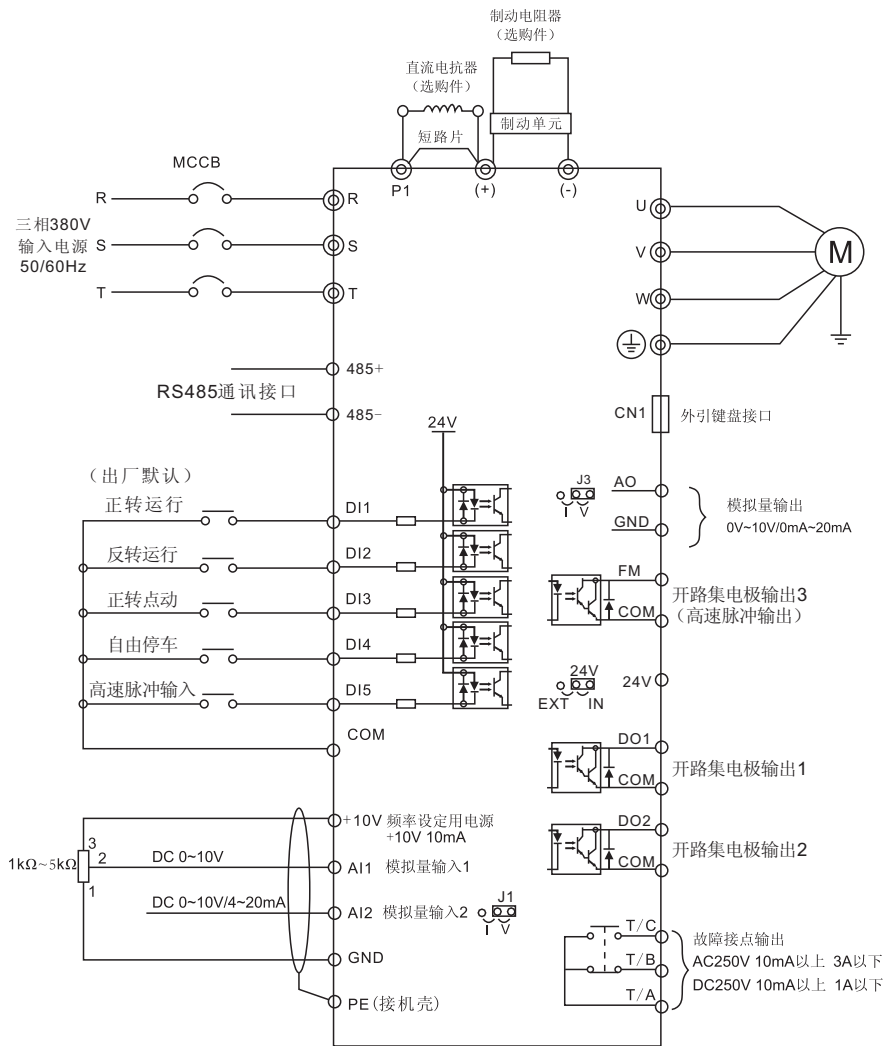 制动电阻器
（选购件）
直流电抗器
（选购件）
制动单元
短路片
MCCB
P1
(+)
(-)
R
R
三相380V
输入电源
50/60Hz
S
S
T
T
U
V
W
M
485+
RS485通讯接口
485−
CN1
外引键盘接口
24V
（出厂默认）
正转运行
DI1
反转运行
DI2
正转点动
DI3
自由停车
DI4
高速脉冲输入
DI5
COM
J3
I V
AO
GND
模拟量输出
0V~10V/0mA~20mA
FM
COM
开路集电极输出3
（高速脉冲输出）
24V
EXT IN
24V
DO1
COM
开路集电极输出1
DO2
COM
开路集电极输出2
+10V 频率设定用电源
+10V 10mA
1kΩ~5kΩ
3
2
1
DC 0~10V
AI1 模拟量输入1
DC 0~10V/4~20mA
AI2 模拟量输入2
J1
I V
GND
PE(接机壳)
T/C
T/B
T/A
故障接点输出
AC250V 10mA以上 3A以下
DC250V 10mA以上 1A以下